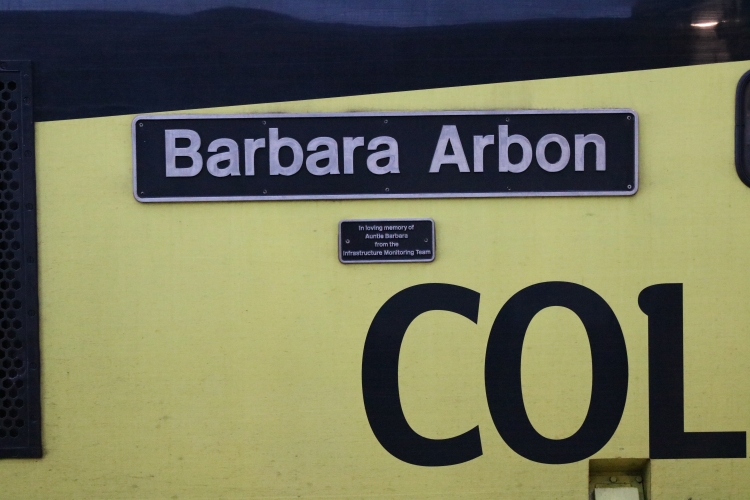 Barbara Arbon
In loving memory of
Auntie Barbara
from the
Infrastructure Monitoring Team
COL